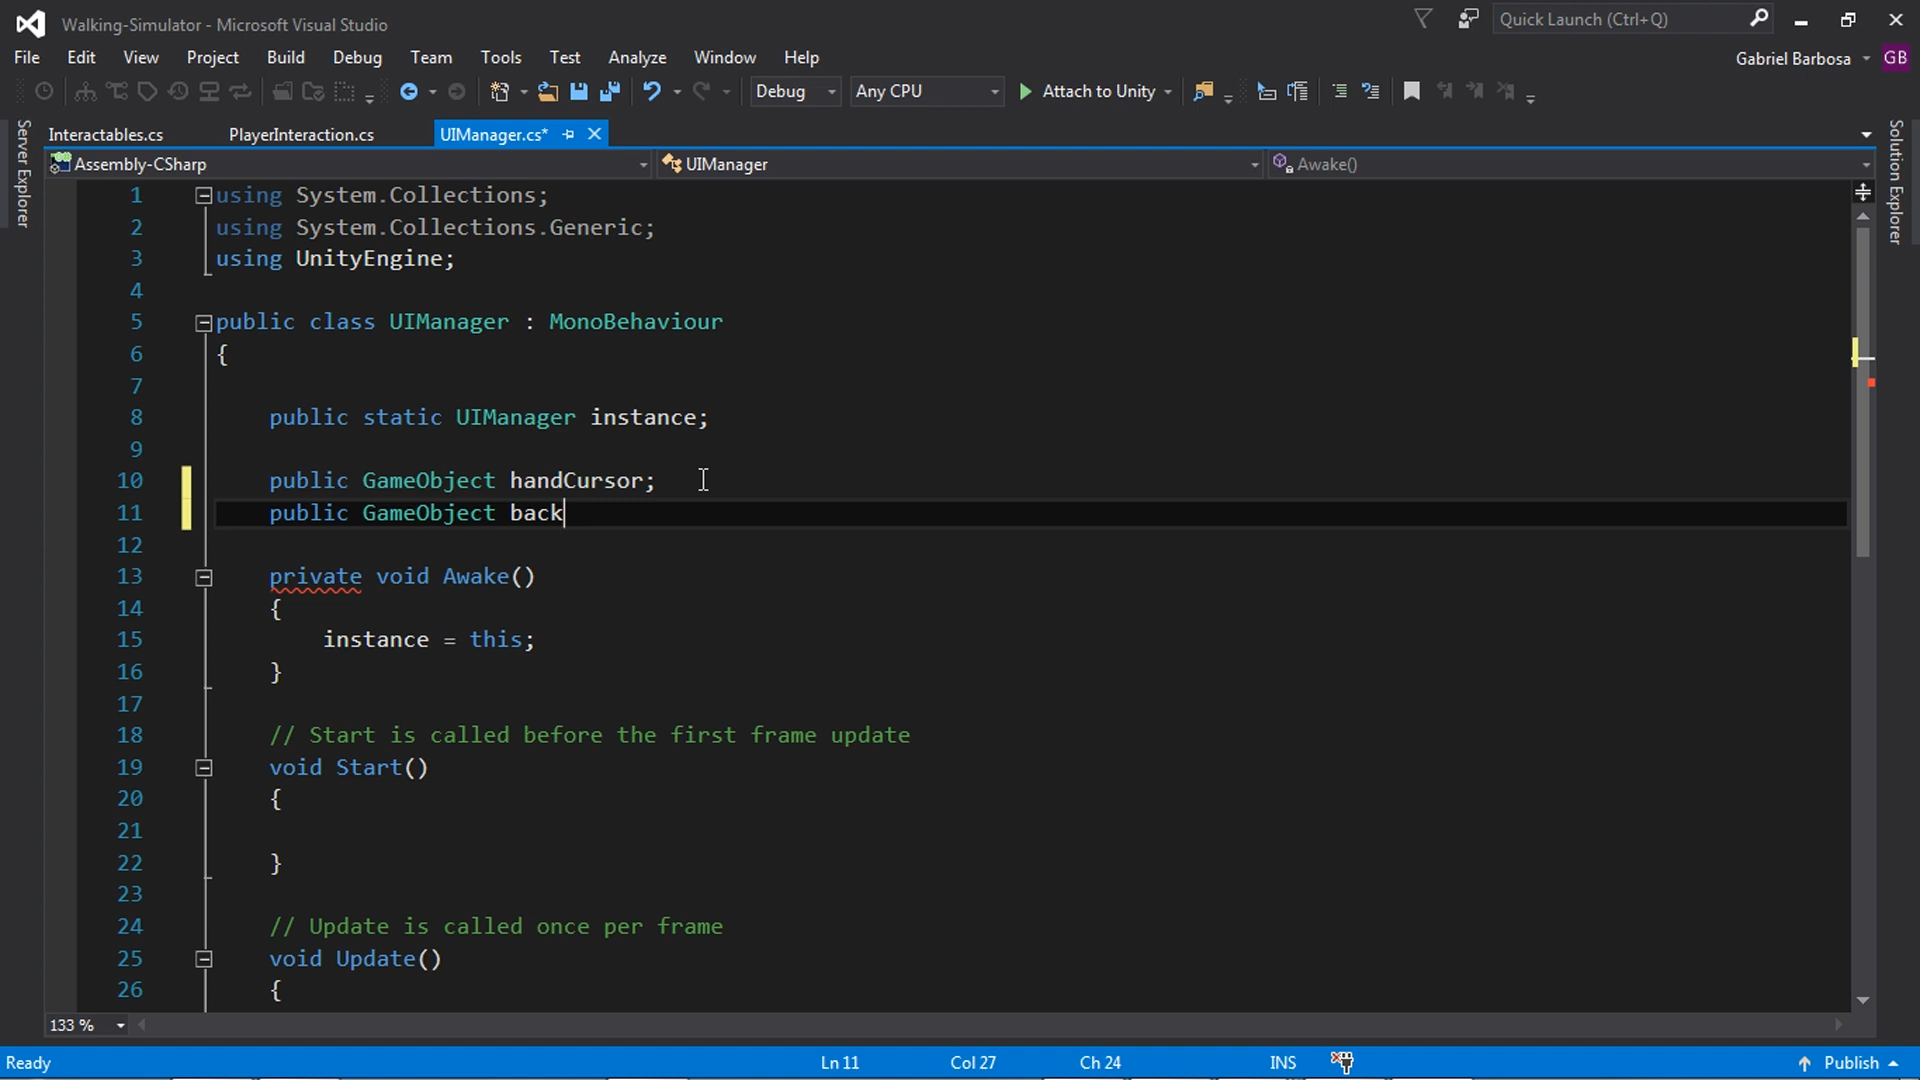 Walking-Simulator - Microsoft Visual Studio
Quick Launch (Ctrl+Q)
File Edit View Project Build Debug Team Tools Test Analyze Window Help
Gabriel Barbosa GB
Debug Any CPU Attach to Unity
Server Explorer
Solution Explorer
Interactables.cs PlayerInteraction.cs UIManager.cs*
Assembly-CSharp UIManager Awake()
1 using System.Collections;
2 using System.Collections.Generic;
3 using UnityEngine;
4
5 public class UIManager : MonoBehaviour
6 {
7
8 public static UIManager instance;
9
10 public GameObject handCursor;
11 public GameObject back
12
13 private void Awake()
14 {
15 instance = this;
16 }
17
18 // Start is called before the first frame update
19 void Start()
20 {
21
22 }
23
24 // Update is called once per frame
25 void Update()
26 {
133 %
Ready Ln 11 Col 27 Ch 24 INS Publish